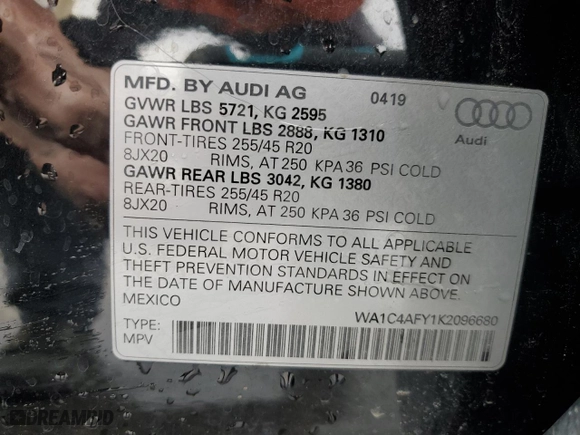 MFD. BY AUDI AG 0419
GVWR LBS 5721, KG 2595
GAWR FRONT LBS 2888, KG 1310
FRONT-TIRES 255/45 R20
8JX20 RIMS, AT 250 KPA 36 PSI COLD
GAWR REAR LBS 3042, KG 1380
REAR-TIRES 255/45 R20
8JX20 RIMS, AT 250 KPA 36 PSI COLD
Audi
THIS VEHICLE CONFORMS TO ALL APPLICABLE
U.S. FEDERAL MOTOR VEHICLE SAFETY AND
THEFT PREVENTION STANDARDS IN EFFECT ON
THE DATE OF MANUFACTURE SHOWN ABOVE.
MEXICO WA1C4AFY1K2096680
TYPE:
MPV
DREAMBID